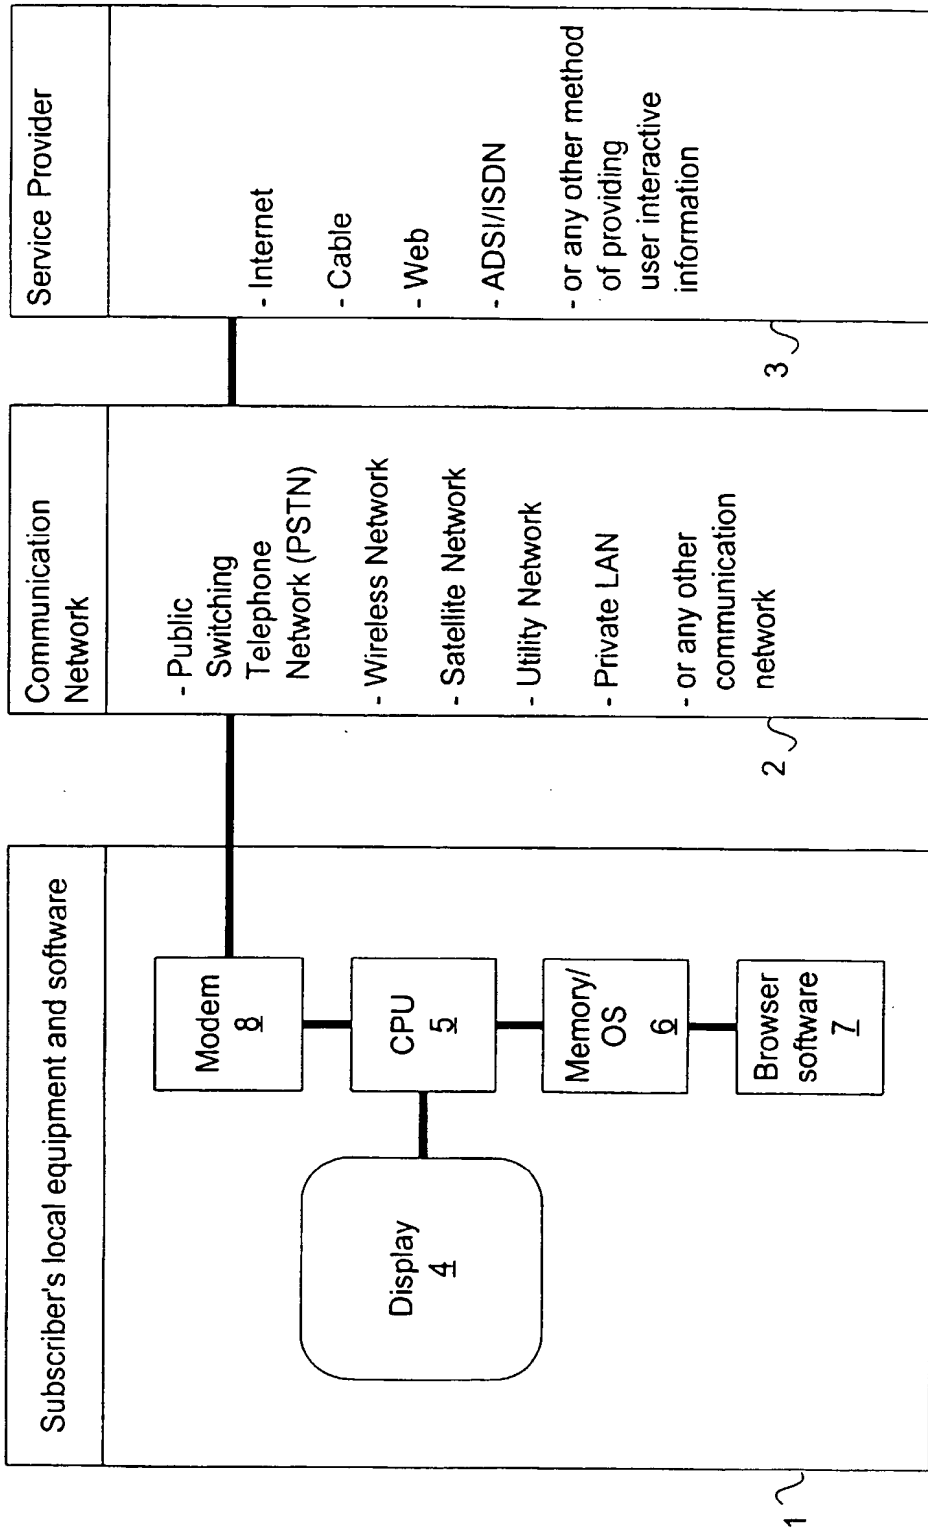 Subscriber's local equipment and software
Display
4
Modem
8
CPU
5
Memory/
OS
6
Browser
software
7
1
Communication
Network
- Public
Switching
Telephone
Network (PSTN)
- Wireless Network
- Satellite Network
- Utility Network
- Private LAN
- or any other
communication
network
2
Service Provider
- Internet
- Cable
- Web
- ADSI/ISDN
- or any other method
of providing
user interactive
information
3